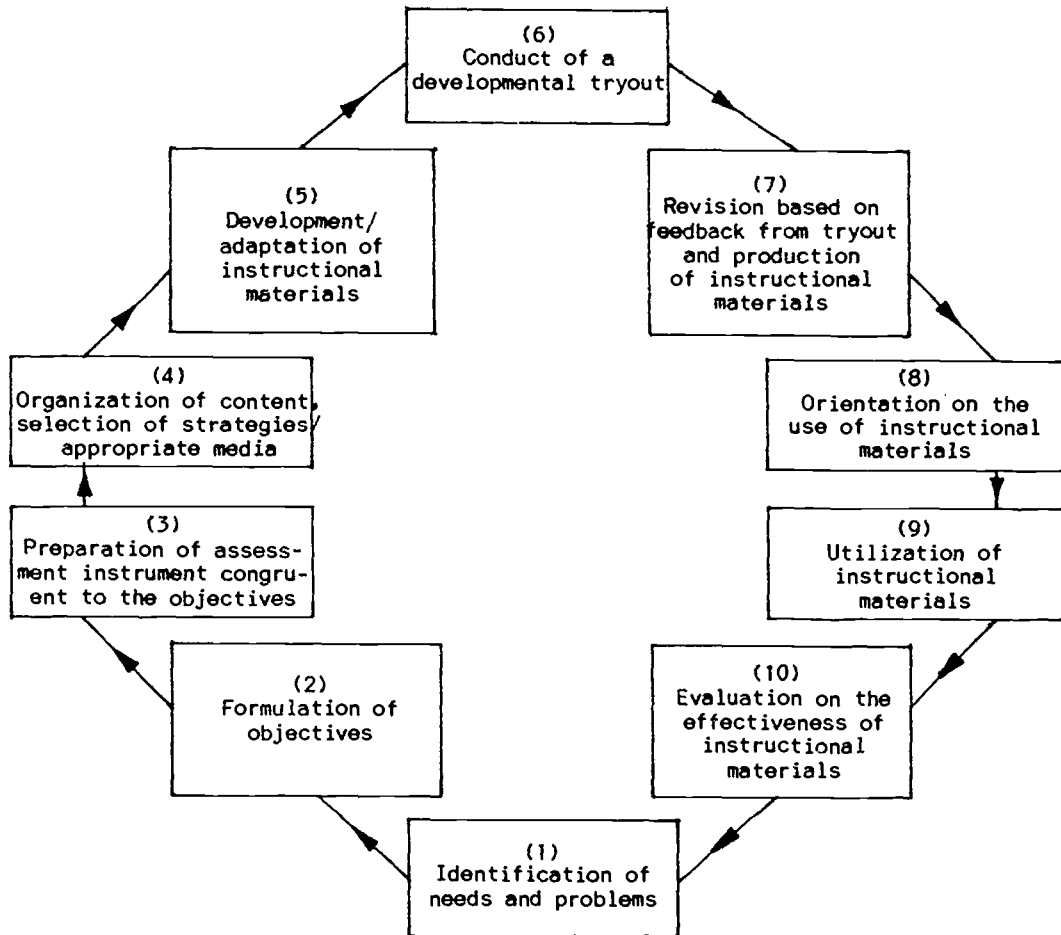 (6)
Conduct of a
developmental tryout
(5)
Development/
adaptation of
instructional
materials
(7)
Revision based on
feedback from tryout
and production
of instructional
materials
(4)
Organization of content,
selection of strategies/
appropriate media
(8)
Orientation on the
use of instructional
materials
(3)
Preparation of assess-
ment instrument congru-
ent to the objectives
(9)
Utilization of
instructional
materials
(2)
Formulation of
objectives
(10)
Evaluation on the
effectiveness of
instructional
materials
(1)
Identification of
needs and problems